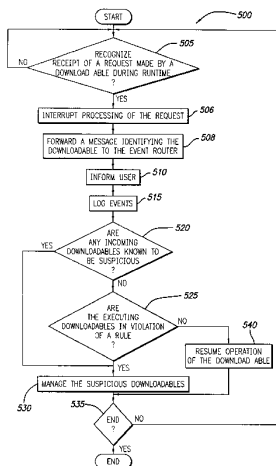 START
500
505
RECOGNIZE
RECEIPT OF A REQUEST MADE BY A
DOWNLOAD ABLE DURING RUNTIME
?
NO
YES
INTERRUPT PROCESSING OF THE REQUEST
506
FORWARD A MESSAGE IDENTIFYING THE
DOWNLOADABLE TO THE EVENT ROUTER
508
INFORM USER
510
LOG EVENTS
515
520
ARE
ANY INCOMING
DOWNLOADABLES KNOWN TO
BE SUSPICIOUS
?
YES
NO
525
ARE
THE EXECUTING
DOWNLOADABLES IN VIOLATION
OF A RULE
?
NO
540
RESUME OPERATION
OF THE DOWNLOAD ABLE
YES
MANAGE THE SUSPICIOUS DOWNLOADABLES
530
535
END
?
NO
YES
END